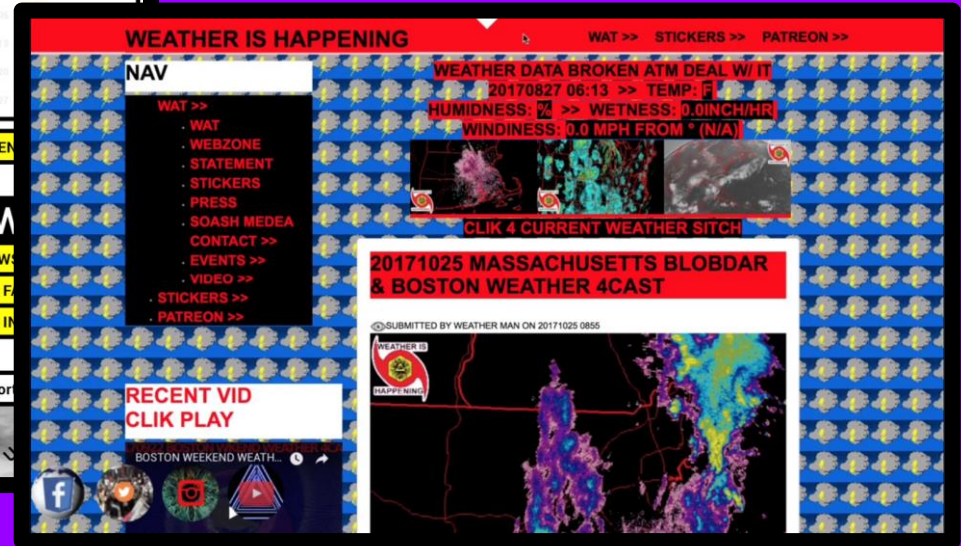 WEATHER IS HAPPENING
WAT >> STICKERS >> PATREON >>
NAV
WAT >>
WAT
WEBZONE
STATEMENT
STICKERS
PRESS
SOASH MEDEA
CONTACT >>
EVENTS >>
VIDEO >>
STICKERS >>
PATREON >>
WEATHER DATA BROKEN ATM DEAL W/ IT
20170827 06:13 >> TEMP: F
HUMIDNESS: % >> WETNESS: 0.0INCH/HR
WINDINESS: 0.0 MPH FROM ° (N/A)
CLIK 4 CURRENT WEATHER SITCH
20171025 MASSACHUSETTS BLOBDAR
& BOSTON WEATHER 4CAST
SUBMITTED BY WEATHER MAN ON 20171025 0855
WEATHER IS
HAPPENING
RECENT VID
CLIK PLAY
BOSTON WEEKEND WEATH...